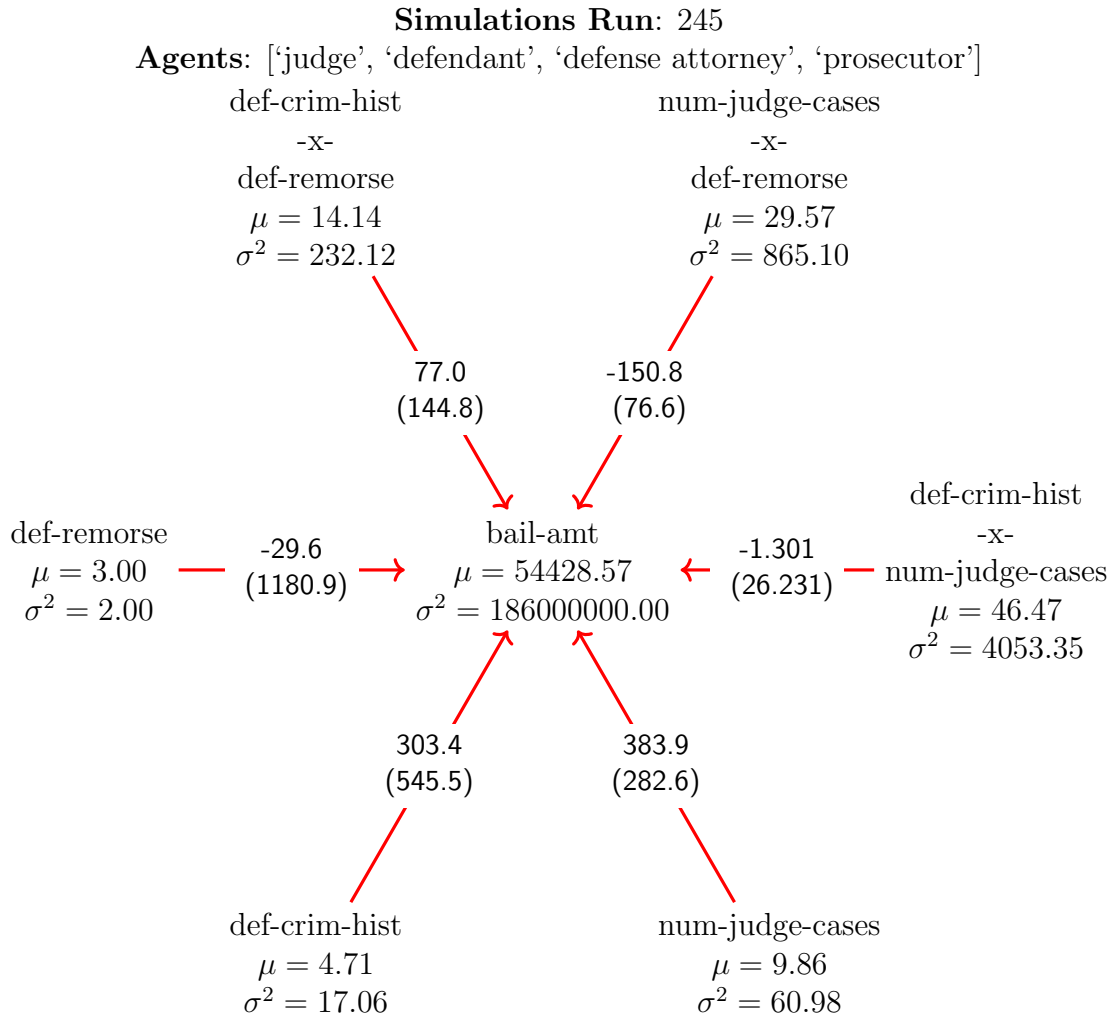 Simulations Run: 245
Agents: [‘judge’, ‘defendant’, ‘defense attorney’, ‘prosecutor’]
def-crim-hist
-x-
def-remorse
μ = 14.14
σ² = 232.12
num-judge-cases
-x-
def-remorse
μ = 29.57
σ² = 865.10
77.0
(144.8)
-150.8
(76.6)
def-remorse
μ = 3.00
σ² = 2.00
-29.6
(1180.9)
bail-amt
μ = 54428.57
σ² = 186000000.00
-1.301
(26.231)
def-crim-hist
-x-
num-judge-cases
μ = 46.47
σ² = 4053.35
303.4
(545.5)
383.9
(282.6)
def-crim-hist
μ = 4.71
σ² = 17.06
num-judge-cases
μ = 9.86
σ² = 60.98